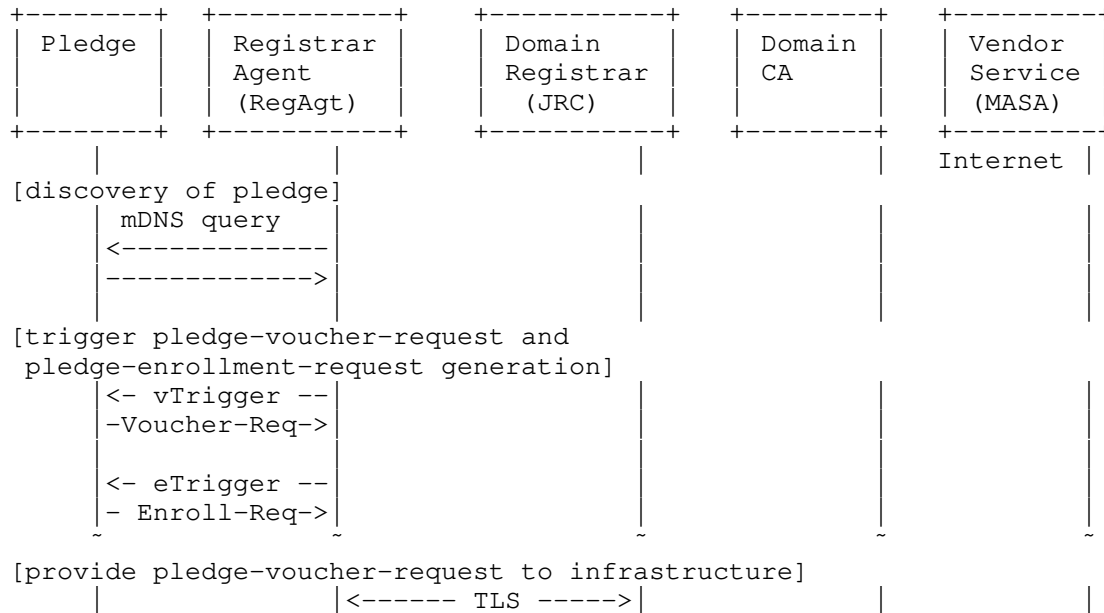 +--------+  +-----------+    +-----------+   +--------+    +---------
| Pledge |  | Registrar |    | Domain    |   | Domain |    | Vendor  |
|        |  | Agent     |    | Registrar |   | CA     |    | Service |
|        |  |  (RegAgt) |    |  (JRC)    |   |        |    | (MASA)  |
+--------+  +-----------+    +-----------+   +--------+    +---------
     |              |                  |              |   Internet |
[discovery of pledge]
     | mDNS query   |                  |              |            |
     |<-------------|                  |              |            |
     |------------->|                  |              |            |
     |              |                  |              |            |
[trigger pledge-voucher-request and
 pledge-enrollment-request generation]
     |<- vTrigger --|                  |              |            |
     |-Voucher-Req->|                  |              |            |
     |              |                  |              |            |
     |<- eTrigger --|                  |              |            |
     |- Enroll-Req->|                  |              |            |
     ~              ~                  ~              ~            ~
[provide pledge-voucher-request to infrastructure]
     |              |<------ TLS ----->|              |            |